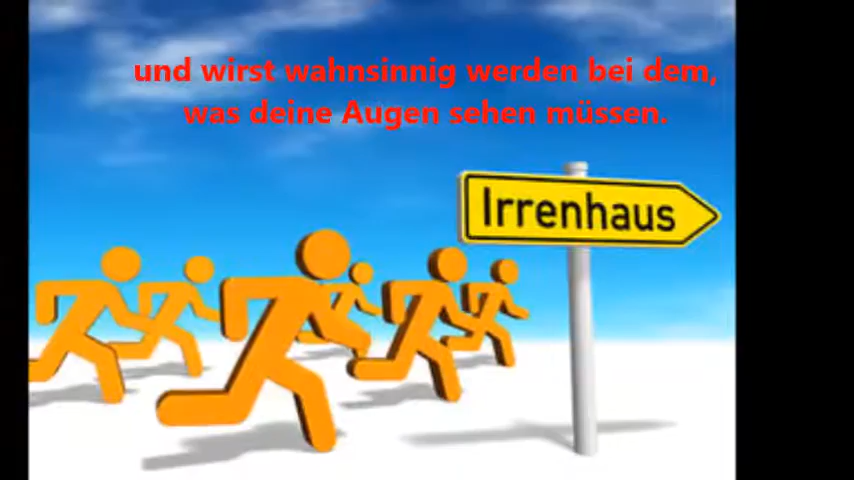 und wirst wahnsinnig werden bei dem,
was deine Augen sehen müssen.
Irrenhaus